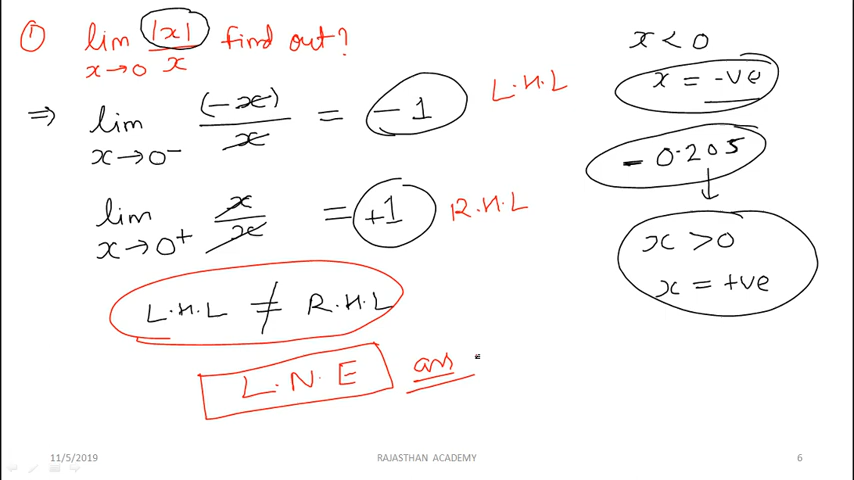 ① lim x→0 |x|/x find out?
⇒ lim x→0⁻ (-x)/x = -1 L.H.L
lim x→0+ x/x = +1 R.H.L
L.H.L ≠ R.H.L
L.N.E ans
x < 0
x = -ve
-0.205
↓
x > 0
x = +ve
11/5/2019 RAJASTHAN ACADEMY 6